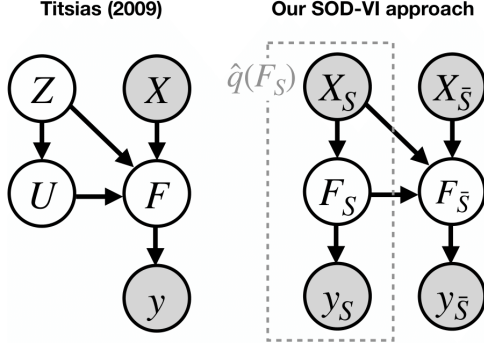 Titsias (2009)
Our SOD-VI approach
Z
X
U
F
y
q̂(F_S)
X_S
X_S̄
F_S
F_S̄
y_S
y_S̄